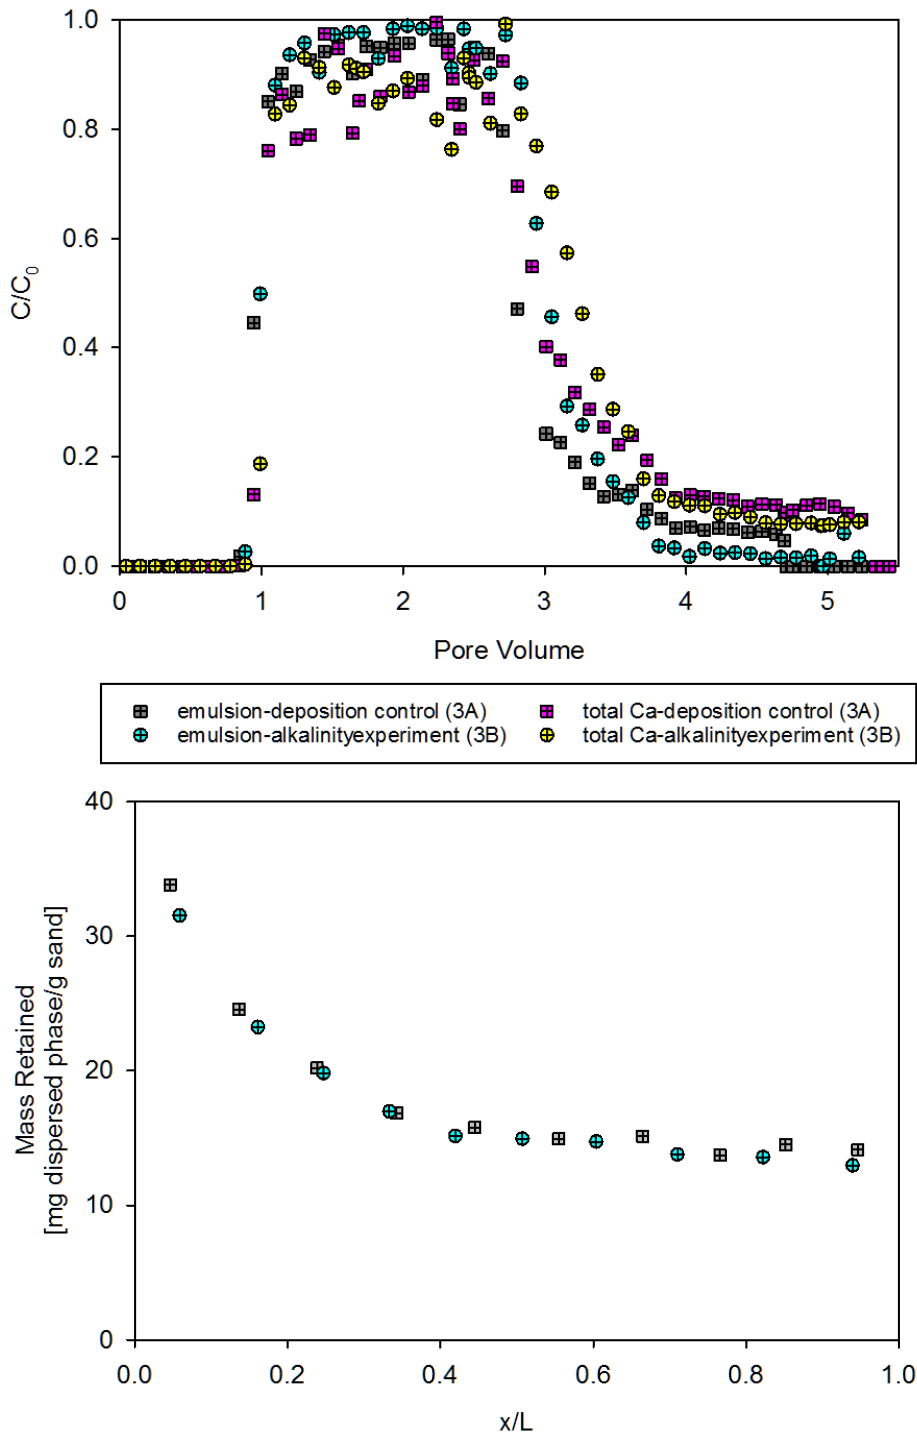 1.0
0.8
0.6
0.4
0.2
0.0
C/C0
0 1 2 3 4 5
Pore Volume
emulsion-deposition control (3A) total Ca-deposition control (3A)
emulsion-alkalinityexperiment (3B) total Ca-alkalinityexperiment (3B)
40
30
20
10
0
Mass Retained
[mg dispersed phase/g sand]
0.0 0.2 0.4 0.6 0.8 1.0
x/L